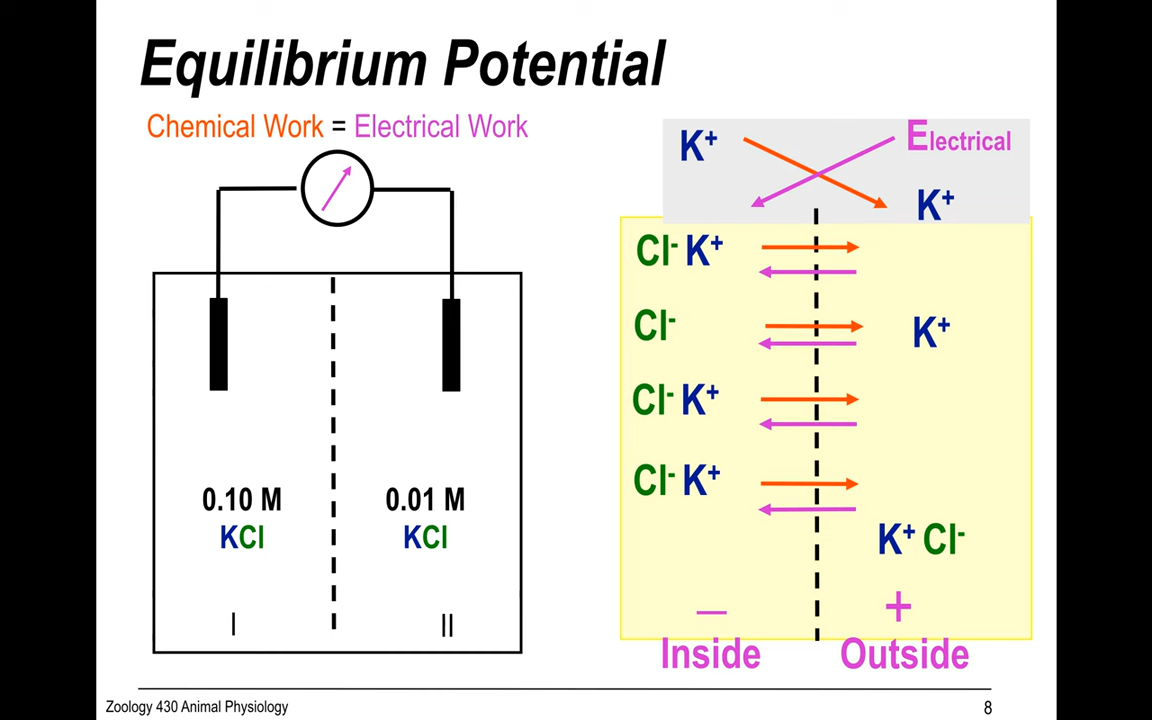 Equilibrium Potential
Chemical Work = Electrical Work
0.10 M
KCl
I
0.01 M
KCl
II
K⁺
Electrical
K⁺
Cl⁻ K⁺
Cl⁻
K⁺
Cl⁻ K⁺
Cl⁻ K⁺
K⁺ Cl⁻
– +
Inside Outside
Zoology 430 Animal Physiology
8